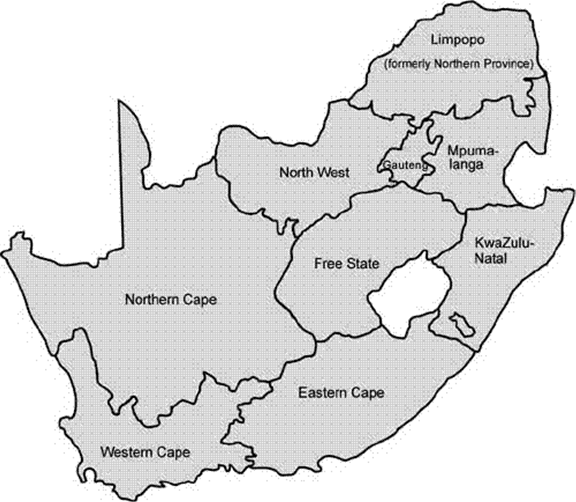 Limpopo
(formerly Northern Province)
Mpuma-
langa
Gauteng
North West
KwaZulu-
Natal
Free State
Northern Cape
Eastern Cape
Western Cape